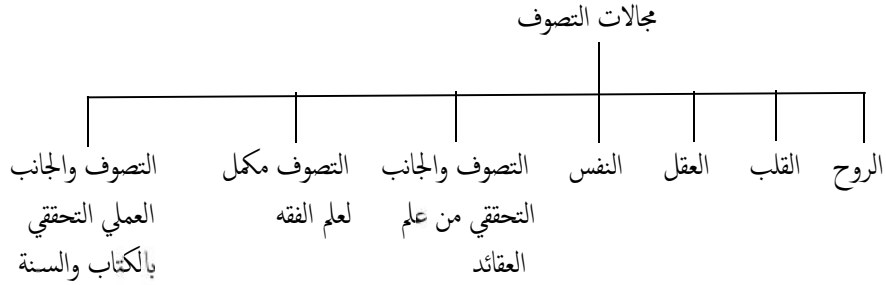 مجالات التصوف
الروح
القلب
العقل
النفس
التصوف والجانب
التحققي من علم
العقائد
التصوف مكمل
لعلم الفقه
التصوف والجانب
العملي التحققي
بالكتاب والسنة